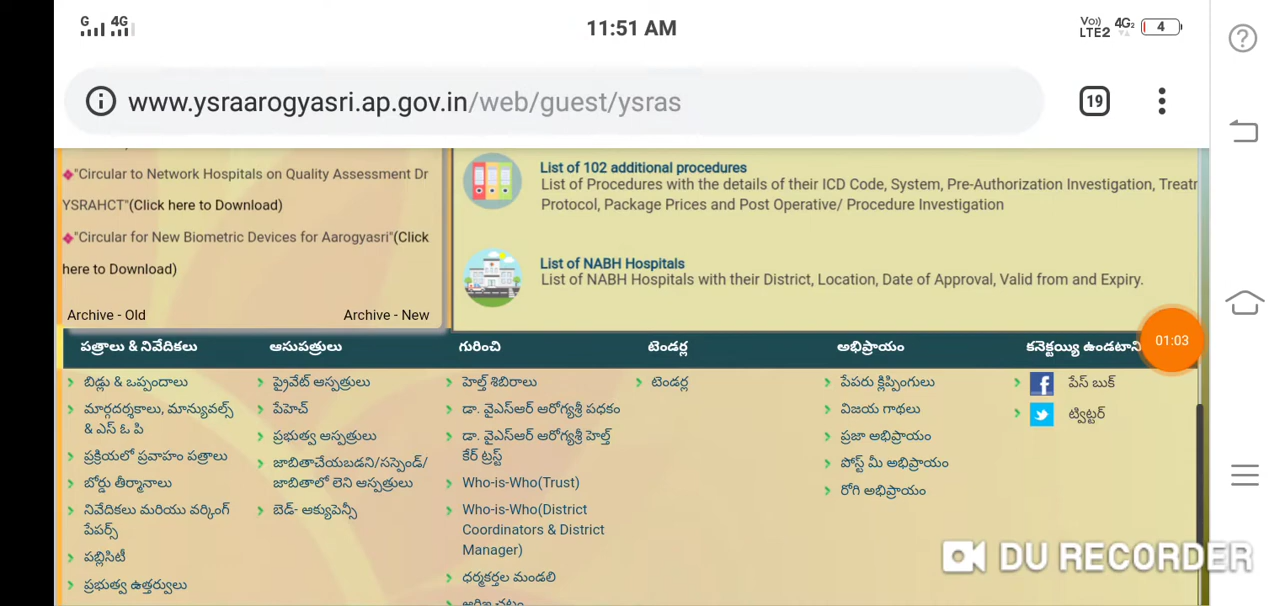 G 4G 11:51 AM Vo)) LTE2 4G2 4
www.ysraarogyasri.ap.gov.in/web/guest/ysras 19
"Circular to Network Hospitals on Quality Assessment Dr
YSRAHCT"(Click here to Download)
"Circular for New Biometric Devices for Aarogyasri"(Click
here to Download)
Archive - Old Archive - New
List of 102 additional procedures
List of Procedures with the details of their ICD Code, System, Pre-Authorization Investigation, Treatr
Protocol, Package Prices and Post Operative/ Procedure Investigation
List of NABH Hospitals
List of NABH Hospitals with their District, Location, Date of Approval, Valid from and Expiry.
పత్రాలు & నివేదికలు
బిడ్లు & ఒప్పందాలు
మార్గదర్శకాలు, మాన్యువల్స్
& ఎస్ ఓ పి
ప్రక్రియలో ప్రవాహం పత్రాలు
బోర్డు తీర్మానాలు
నివేదికలు మరియు వర్కింగ్
పేపర్స్
పబ్లిసిటీ
ప్రభుత్వ ఉత్తర్వులు
ఆసుపత్రులు
ప్రైవేట్ ఆస్పత్రులు
పేహెచ్
ప్రభుత్వ ఆస్పత్రులు
జాబితాచేయబడని/సస్పెండ్/
జాబితాలో లేని ఆస్పత్రులు
బెడ్- ఆక్యుపెన్సీ
గురించి
హెల్త్ శిబిరాలు
డా. వైఎస్ఆర్ ఆరోగ్యశ్రీ పధకం
డా. వైఎస్ఆర్ ఆరోగ్యశ్రీ హెల్త్
కేర్ ట్రస్ట్
Who-is-Who(Trust)
Who-is-Who(District
Coordinators & District
Manager)
ధర్మకర్తల మండలి
టెండర్ల
టెండర్ల
అభిప్రాయం
పేపరు క్లిప్పింగులు
విజయ గాథలు
ప్రజా అభిప్రాయం
పోస్ట్ మీ అభిప్రాయం
రోగి అభిప్రాయం
కనెక్టయ్యి ఉండటాని
ఫేస్ బుక్
ట్విట్టర్
01:03
DU RECORDER